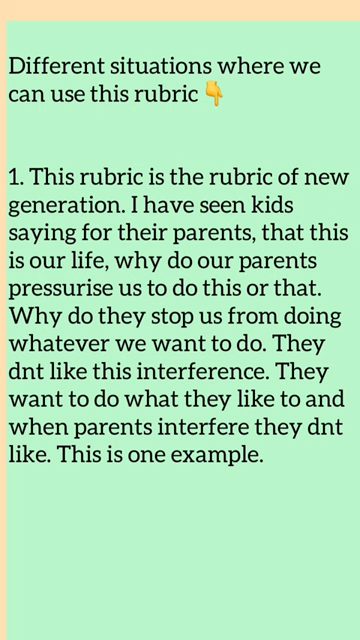 Different situations where we
can use this rubric 👇
1. This rubric is the rubric of new
generation. I have seen kids
saying for their parents, that this
is our life, why do our parents
pressurise us to do this or that.
Why do they stop us from doing
whatever we want to do. They
dnt like this interference. They
want to do what they like to and
when parents interfere they dnt
like. This is one example.